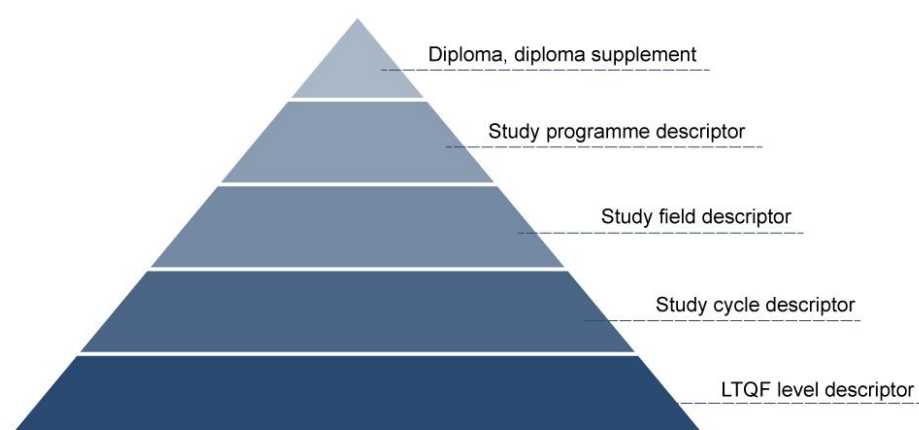 Diploma, diploma supplement
Study programme descriptor
Study field descriptor
Study cycle descriptor
LTQF level descriptor